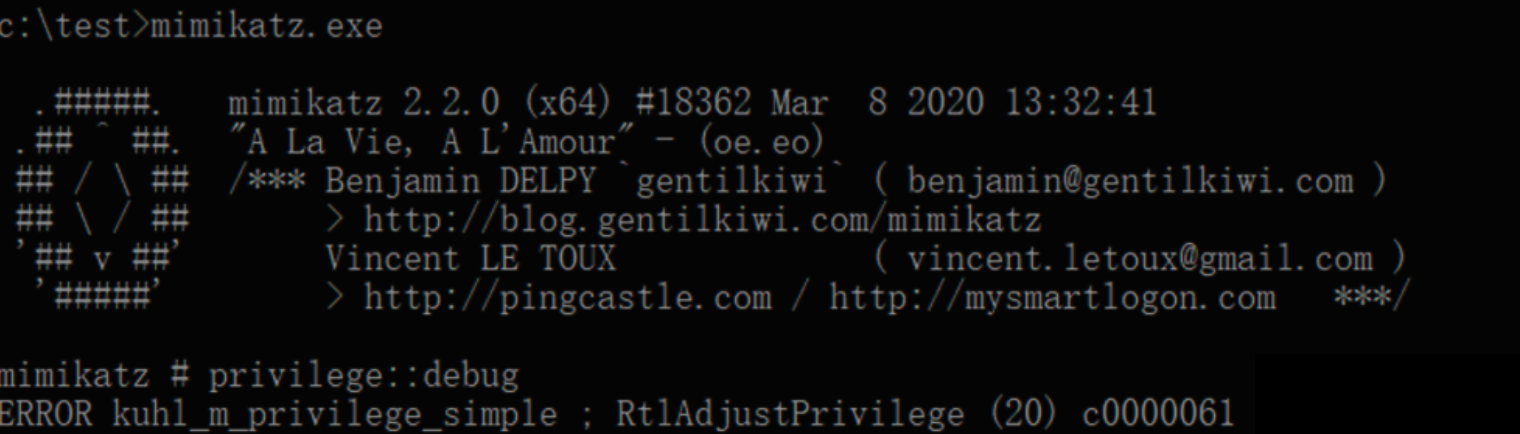 c:\test>mimikatz.exe
.#####. mimikatz 2.2.0 (x64) #18362 Mar  8 2020 13:32:41
.## ^ ##. "A La Vie, A L'Amour" - (oe.eo)
## / \ ## /*** Benjamin DELPY `gentilkiwi` ( benjamin@gentilkiwi.com )
## \ / ## > http://blog.gentilkiwi.com/mimikatz
'## v ##' Vincent LE TOUX ( vincent.letoux@gmail.com )
'#####' > http://pingcastle.com / http://mysmartlogon.com ***/
mimikatz # privilege::debug
ERROR kuhl_m_privilege_simple ; RtlAdjustPrivilege (20) c0000061